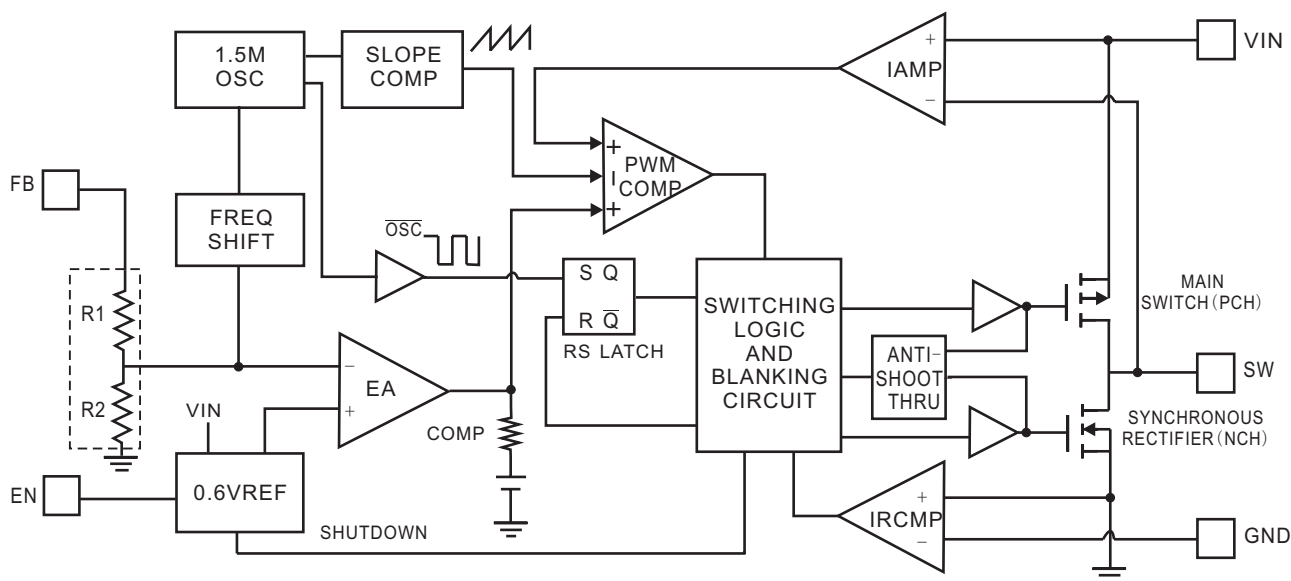 1.5M
OSC
SLOPE
COMP
+
IAMP
−
VIN
FB
FREQ
SHIFT
+
PWM
I
COMP
+
OSC
S Q
R Q
RS LATCH
SWITCHING
LOGIC
AND
BLANKING
CIRCUIT
MAIN
SWITCH(PCH)
ANTI-
SHOOT
THRU
SW
R1
R2
−
EA
+
VIN
COMP
SYNCHRONOUS
RECTIFIER(NCH)
EN
0.6VREF
SHUTDOWN
+
IRCMP
−
GND